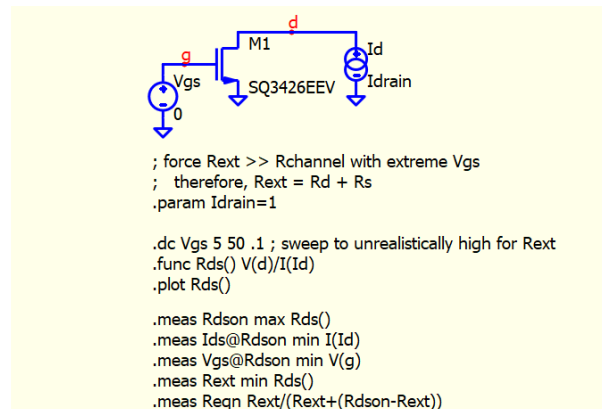 d
M1
Id
g
Vgs
SQ3426EEV
Idrain
0
; force Rext >> Rchannel with extreme Vgs
;   therefore, Rext = Rd + Rs
.param Idrain=1
.dc Vgs 5 50 .1 ; sweep to unrealistically high for Rext
.func Rds() V(d)/I(Id)
.plot Rds()
.meas Rdson max Rds()
.meas Ids@Rdson min I(Id)
.meas Vgs@Rdson min V(g)
.meas Rext min Rds()
.meas Reqn Rext/(Rext+(Rdson-Rext))